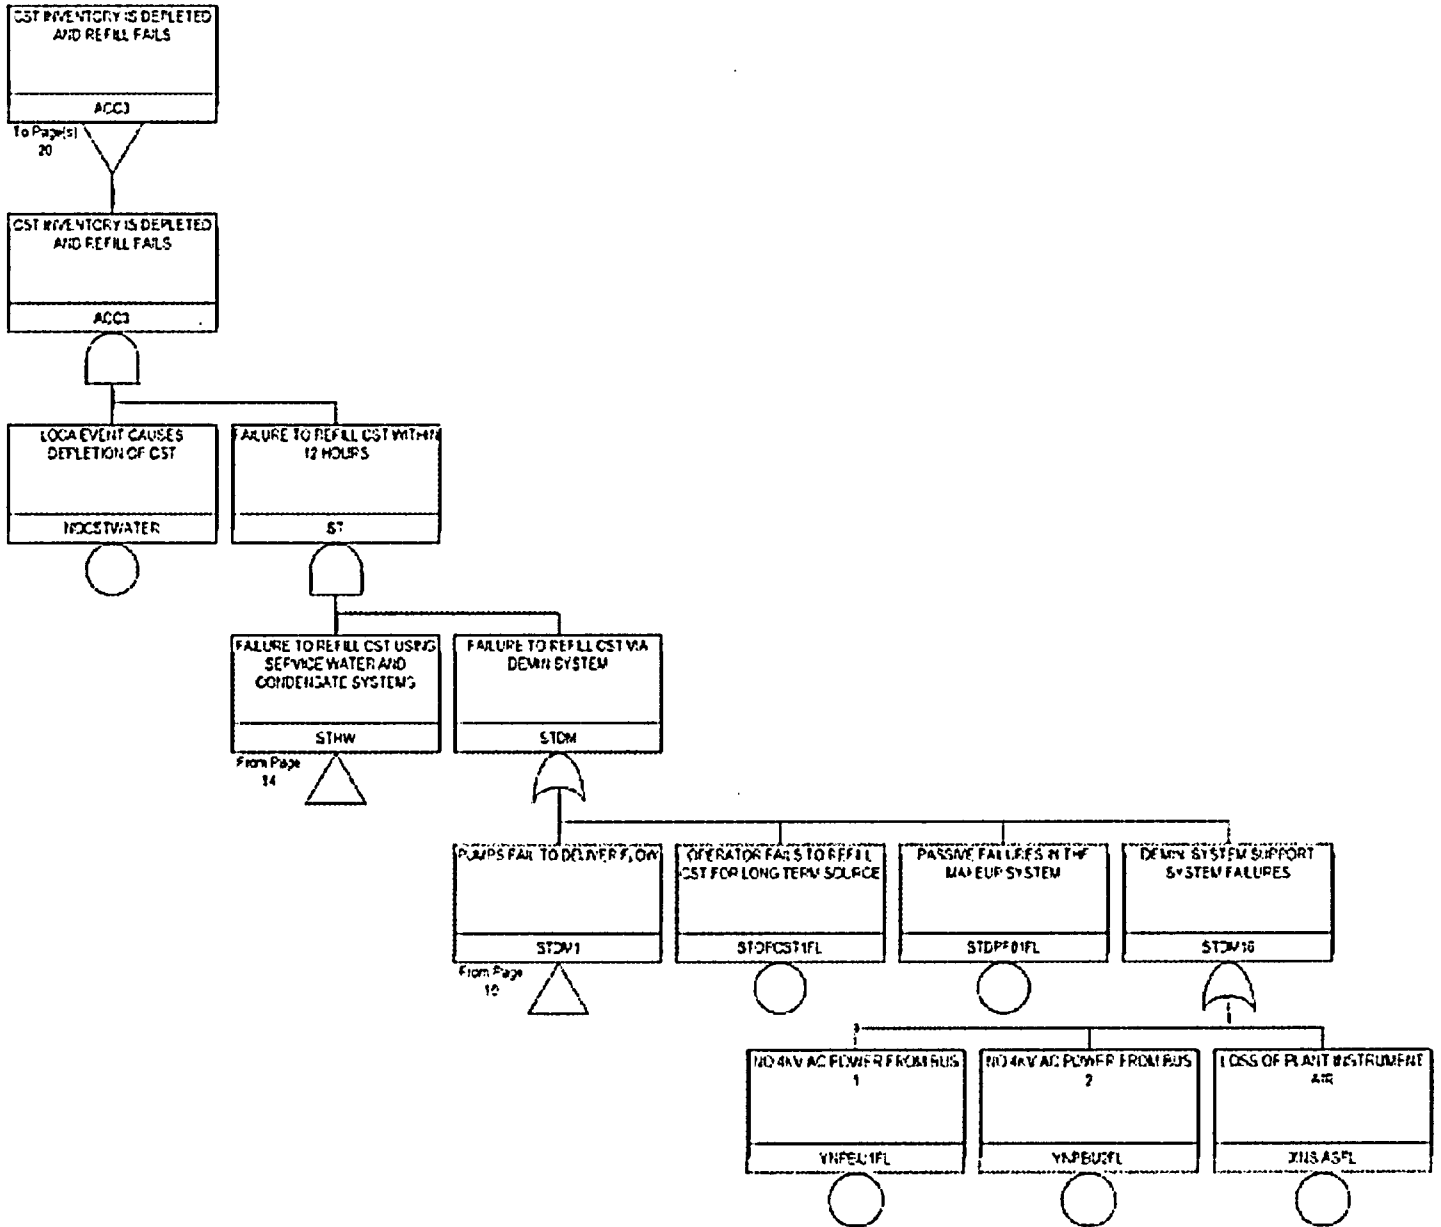 CST INVENTORY IS DEPLETED
AND REFILL FAILS
ACC3
To Page(s)
20
CST INVENTORY IS DEPLETED
AND REFILL FAILS
ACC3
LOCA EVENT CAUSES
DEPLETION OF CST
NOCSTWATER
FAILURE TO REFILL CST WITHIN
12 HOURS
ST
FAILURE TO REFILL CST USING
SERVICE WATER AND
CONDENSATE SYSTEMS
STHW
From Page
FAILURE TO REFILL CST VIA
DEMIN SYSTEM
STDM
PUMPS FAIL TO DELIVER FLOW
STDM1
From Page
OPERATOR FAILS TO REFILL
CST FOR LONG TERM SOURCE
PASSIVE FAILURES IN THE
MAKEUP SYSTEM
DEMIN. SYSTEM SUPPORT
SYSTEM FAILURES
NO 4KV AC POWER FROM BUS
1
NO 4KV AC POWER FROM BUS
2
LOSS OF PLANT INSTRUMENT
AIR